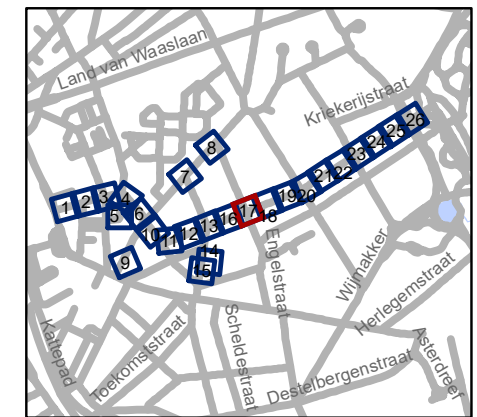 Land van Waaslaan
Kriekerijstraat
8
7
26
25
24
23
22
21
20
19
18
17
16
13
12
11
10
6
4
3
2
1
5
9
14
15
Engelstraat
Wijmakker
Herlegemstraat
Kattepad
Toekomststraat
Scheldestraat
Destelbergenstraat
Asterdreef